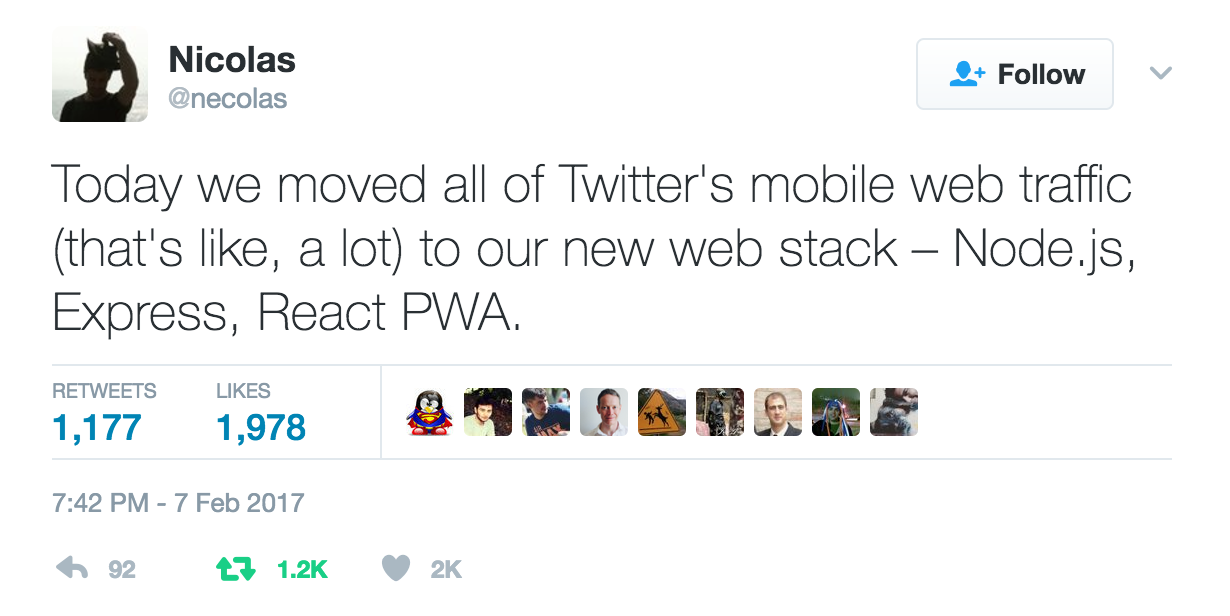 Nicolas
@necolas
Follow
Today we moved all of Twitter's mobile web traffic
(that's like, a lot) to our new web stack – Node.js,
Express, React PWA.
RETWEETS LIKES
1,177 1,978
7:42 PM - 7 Feb 2017
92 1.2K 2K